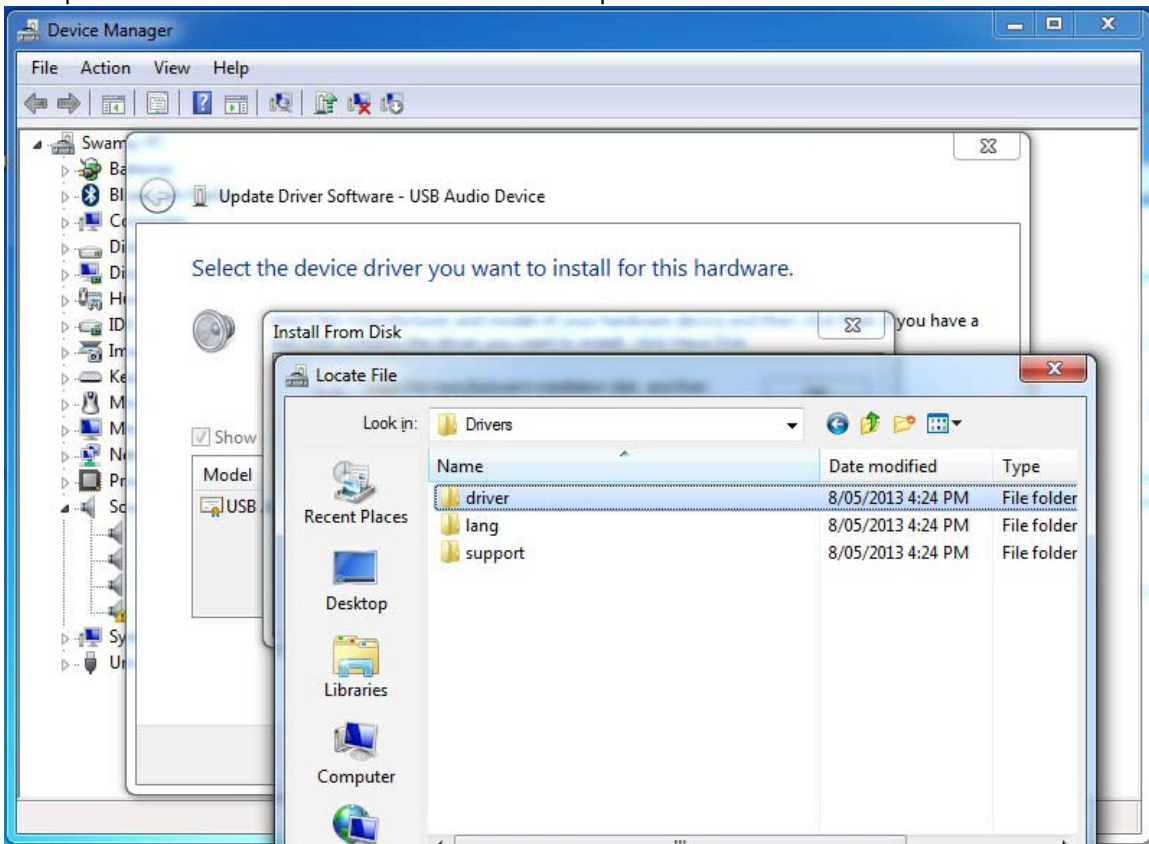 Device Manager
File Action View Help
Swam
Ba
Bl
Update Driver Software - USB Audio Device
Co
Di
Select the device driver you want to install for this hardware.
Di
Hu
ID
Install From Disk
you have a
Im
Ke
Locate File
M
Look in: Drivers
M
Show
Ne
Name Date modified Type
Model
Pr
driver 8/05/2013 4:24 PM File folder
So
USB
Recent Places
lang 8/05/2013 4:24 PM File folder
support 8/05/2013 4:24 PM File folder
Desktop
Sy
Un
Libraries
Computer